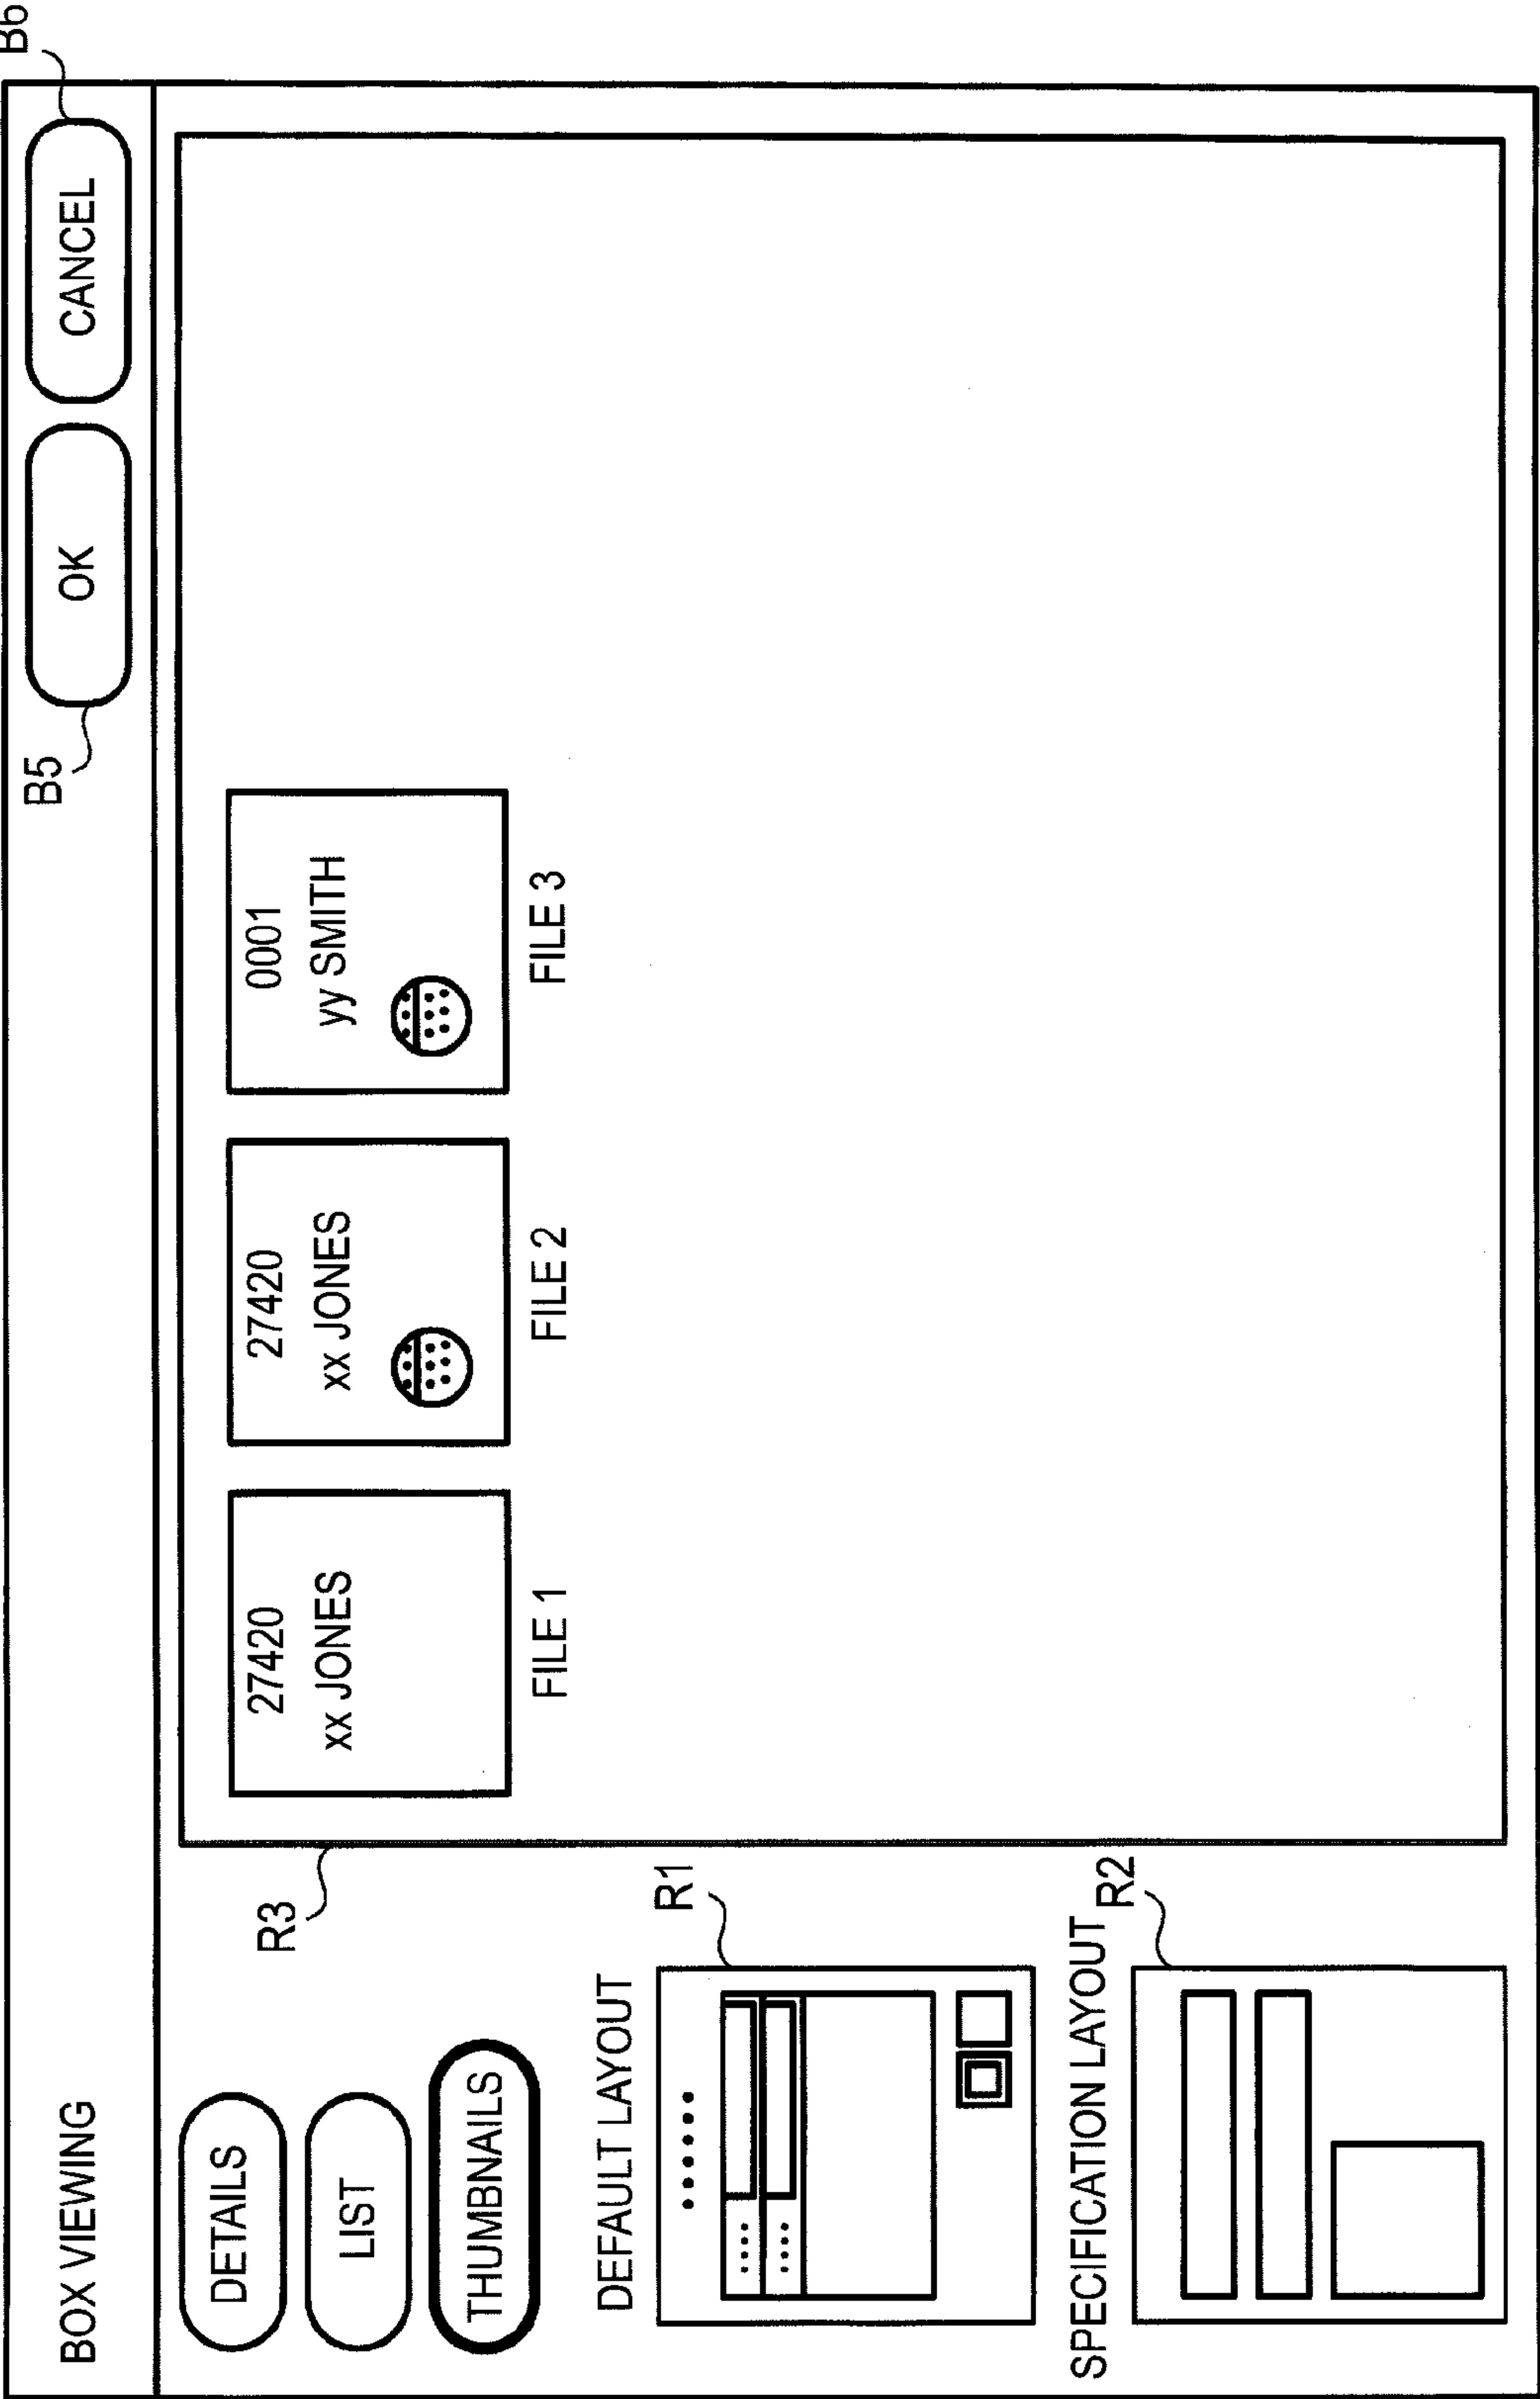 B6
BOX VIEWING
OK
CANCEL
B5
DETAILS
LIST
THUMBNAILS
R3
27420
xx JONES
FILE 1
27420
xx JONES
FILE 2
0001
yy SMITH
FILE 3
DEFAULT LAYOUT
R1
SPECIFICATION LAYOUT
R2